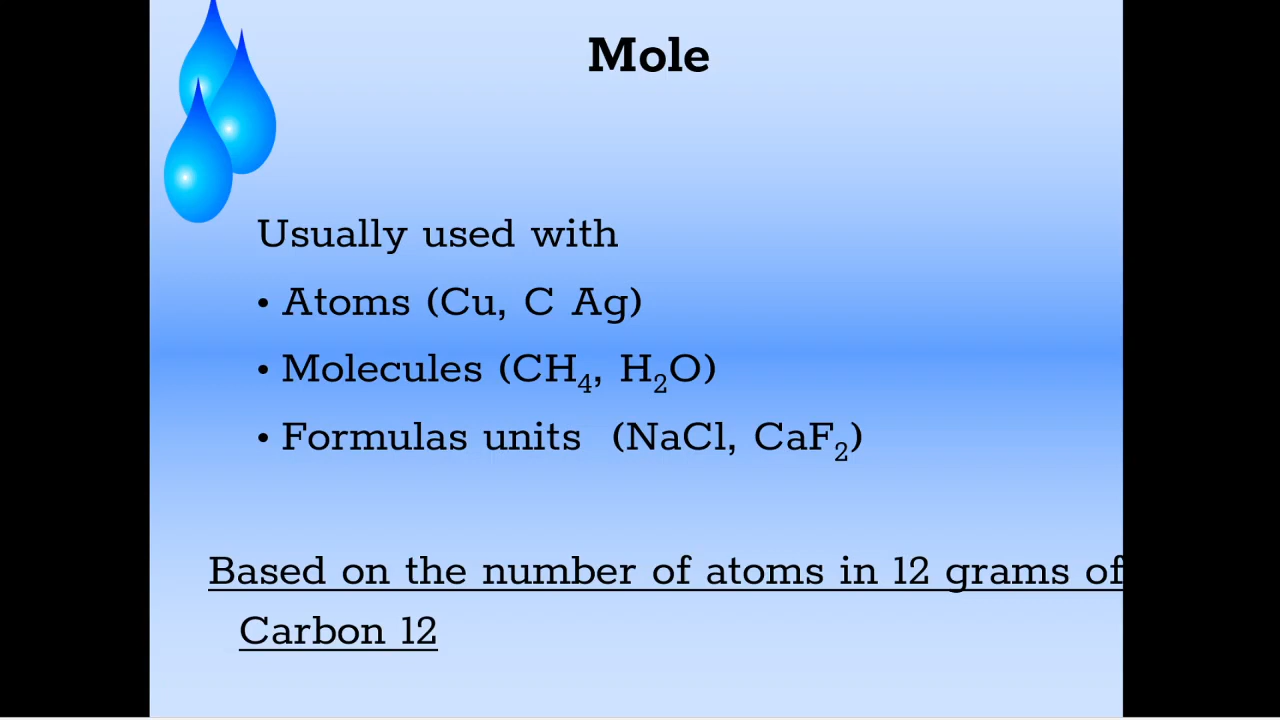 Mole
Usually used with
• Atoms (Cu, C Ag)
• Molecules (CH₄, H₂O)
• Formulas units (NaCl, CaF₂)
Based on the number of atoms in 12 grams of
Carbon 12